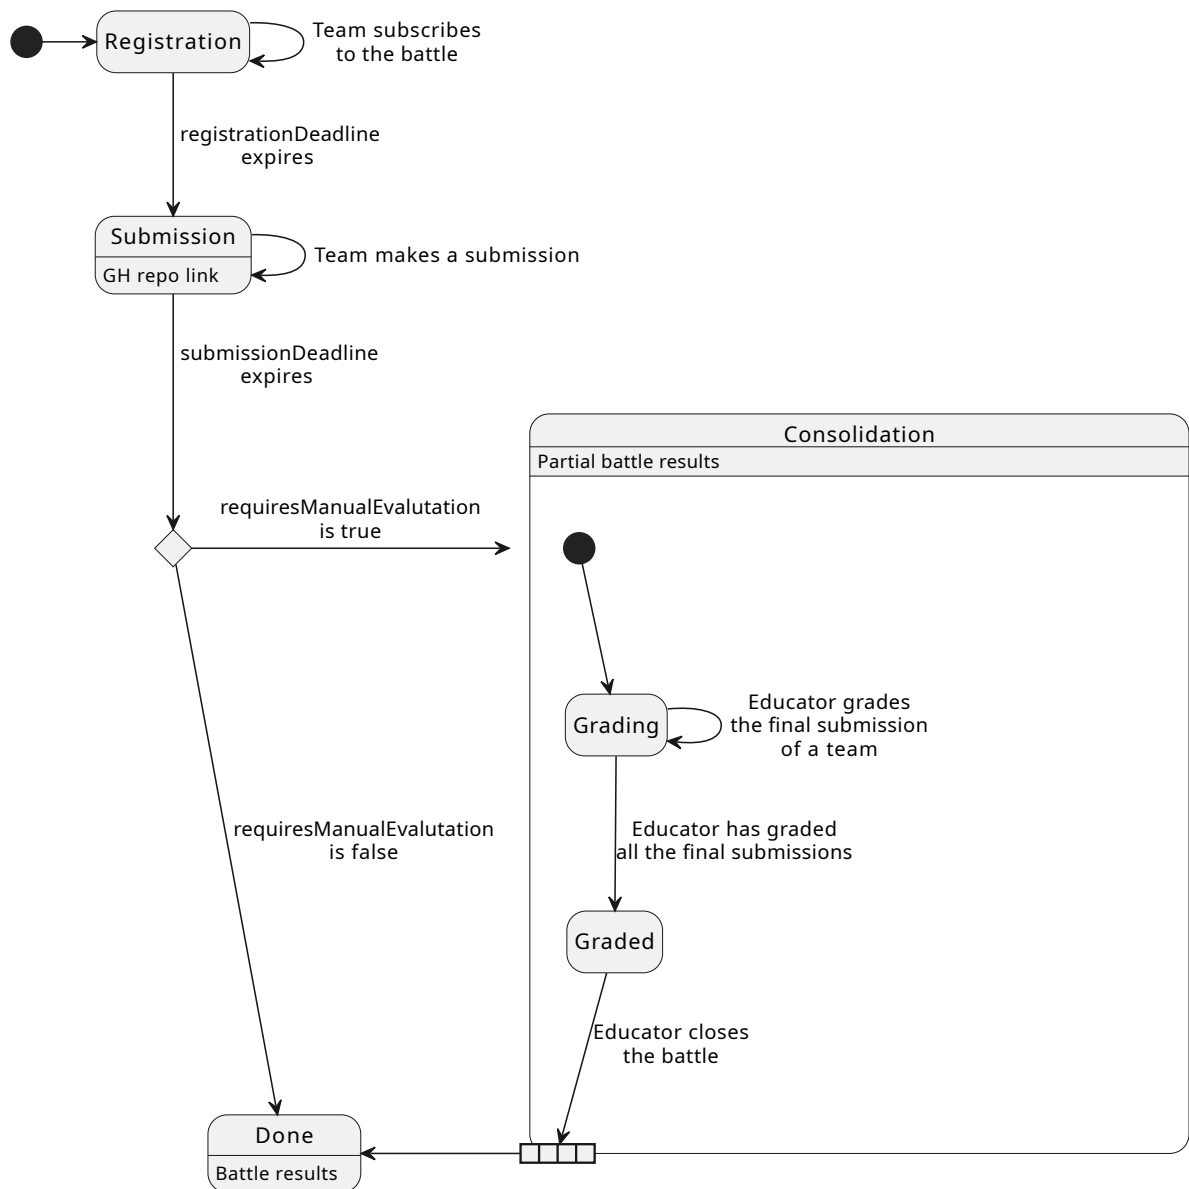 Registration
Team subscribes
to the battle
registrationDeadline
expires
Submission
GH repo link
Team makes a submission
submissionDeadline
expires
Consolidation
Partial battle results
requiresManualEvalutation
is true
Grading
Educator grades
the final submission
of a team
requiresManualEvalutation
is false
Educator has graded
all the final submissions
Graded
Educator closes
the battle
Done
Battle results